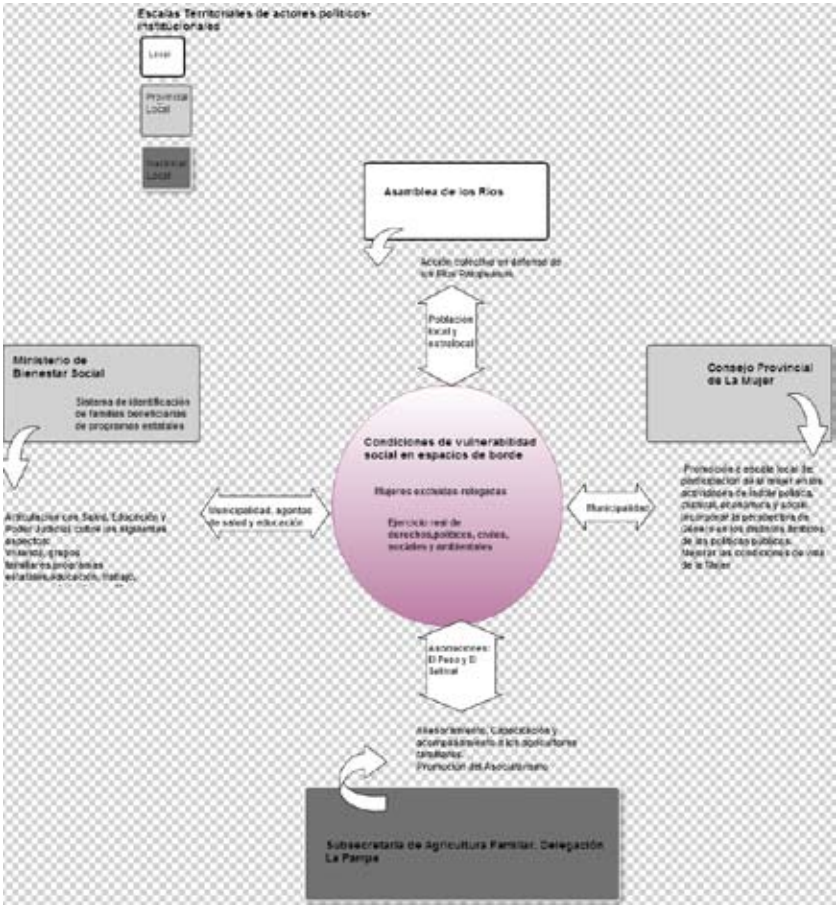 Escalas Territoriales de actores políticos-
institucionales
Local
Provincial
Local
Nacional
Local
Asamblea de los Ríos
Acción colectiva en defensa de
los Ríos Pampeanos
Población
local y
extralocal
Ministerio de
Bienestar Social
Sistema de identificación
de familias beneficiarias
de programas estatales
Consejo Provincial
de La Mujer
Condiciones de vulnerabilidad
social en espacios de borde
Mujeres excluidas relegadas
Ejercicio real de
derechos,políticos, civiles,
sociales y ambientales
Municipalidad, agentes
de salud y educación
Municipalidad
Articulación con Salud, Educación y
Poder Judicial sobre los siguientes
aspectos:
Vivienda, grupos
familiares,programas
estatales,educación, trabajo,
Promoción a escala local de:
participación de la mujer en las
actividades de índole política,
cultural, económica y social.
Incorporar la perspectiva de
Género en los distintos ámbitos
de las políticas públicos.
Mejorar las condiciones de vida
de la Mujer
Asociaciones:
El Peso y El
Asesoramiento, Capacitación y
acompañamiento a los agricultores
familiares.
Promoción del Asociativismo
Subsecretaría de Agricultura Familiar. Delegación
La Pampa